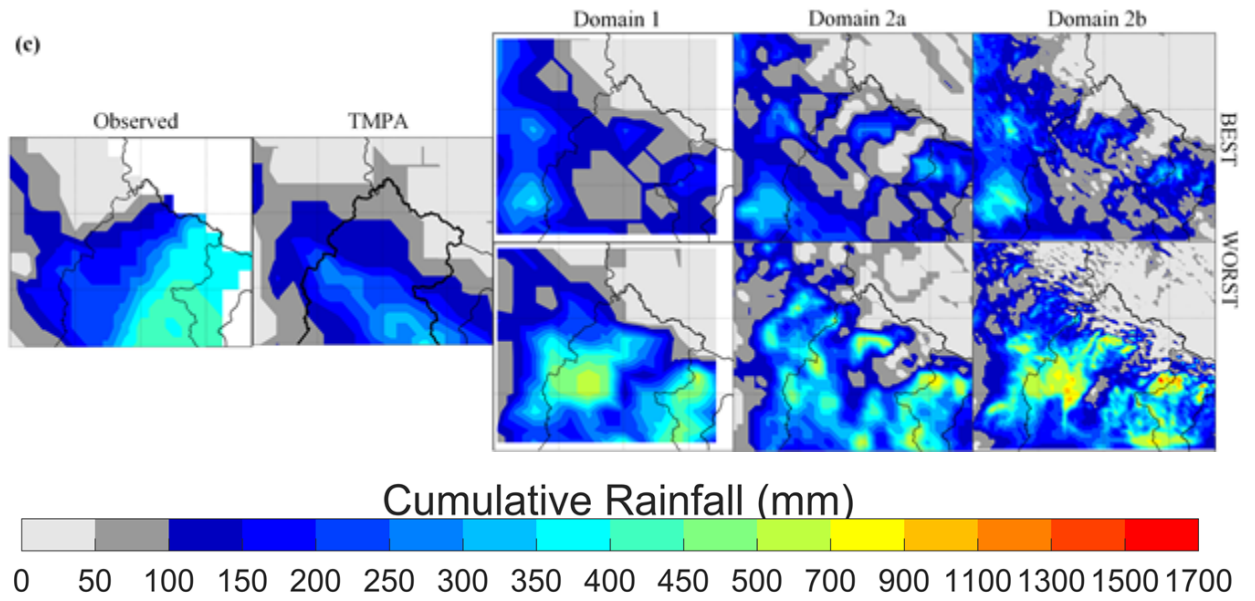 Domain 1 Domain 2a Domain 2b
(c)
Observed TMPA
BEST
WORST
Cumulative Rainfall (mm)
0 50 100 150 200 250 300 350 400 450 500 700 900 1100 1300 1500 1700